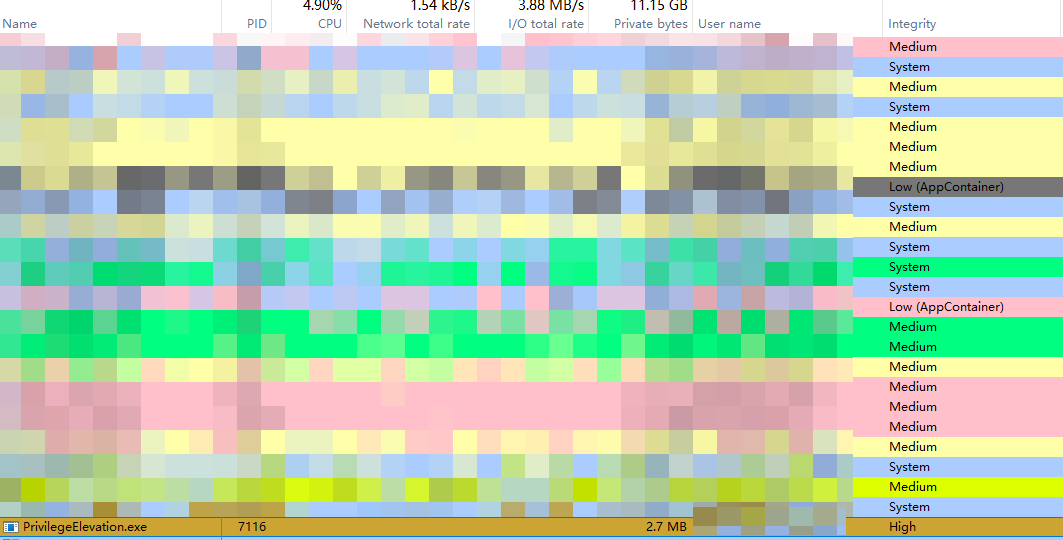 4.90% 1.54 kB/s 3.88 MB/s 11.15 GB
Name PID CPU Network total rate I/O total rate Private bytes User name Integrity
Medium
System
Medium
System
Medium
Medium
Medium
Low (AppContainer)
System
Medium
System
System
System
Low (AppContainer)
Medium
Medium
Medium
Medium
Medium
Medium
Medium
System
Medium
System
PrivilegeElevation.exe 7116 2.7 MB High